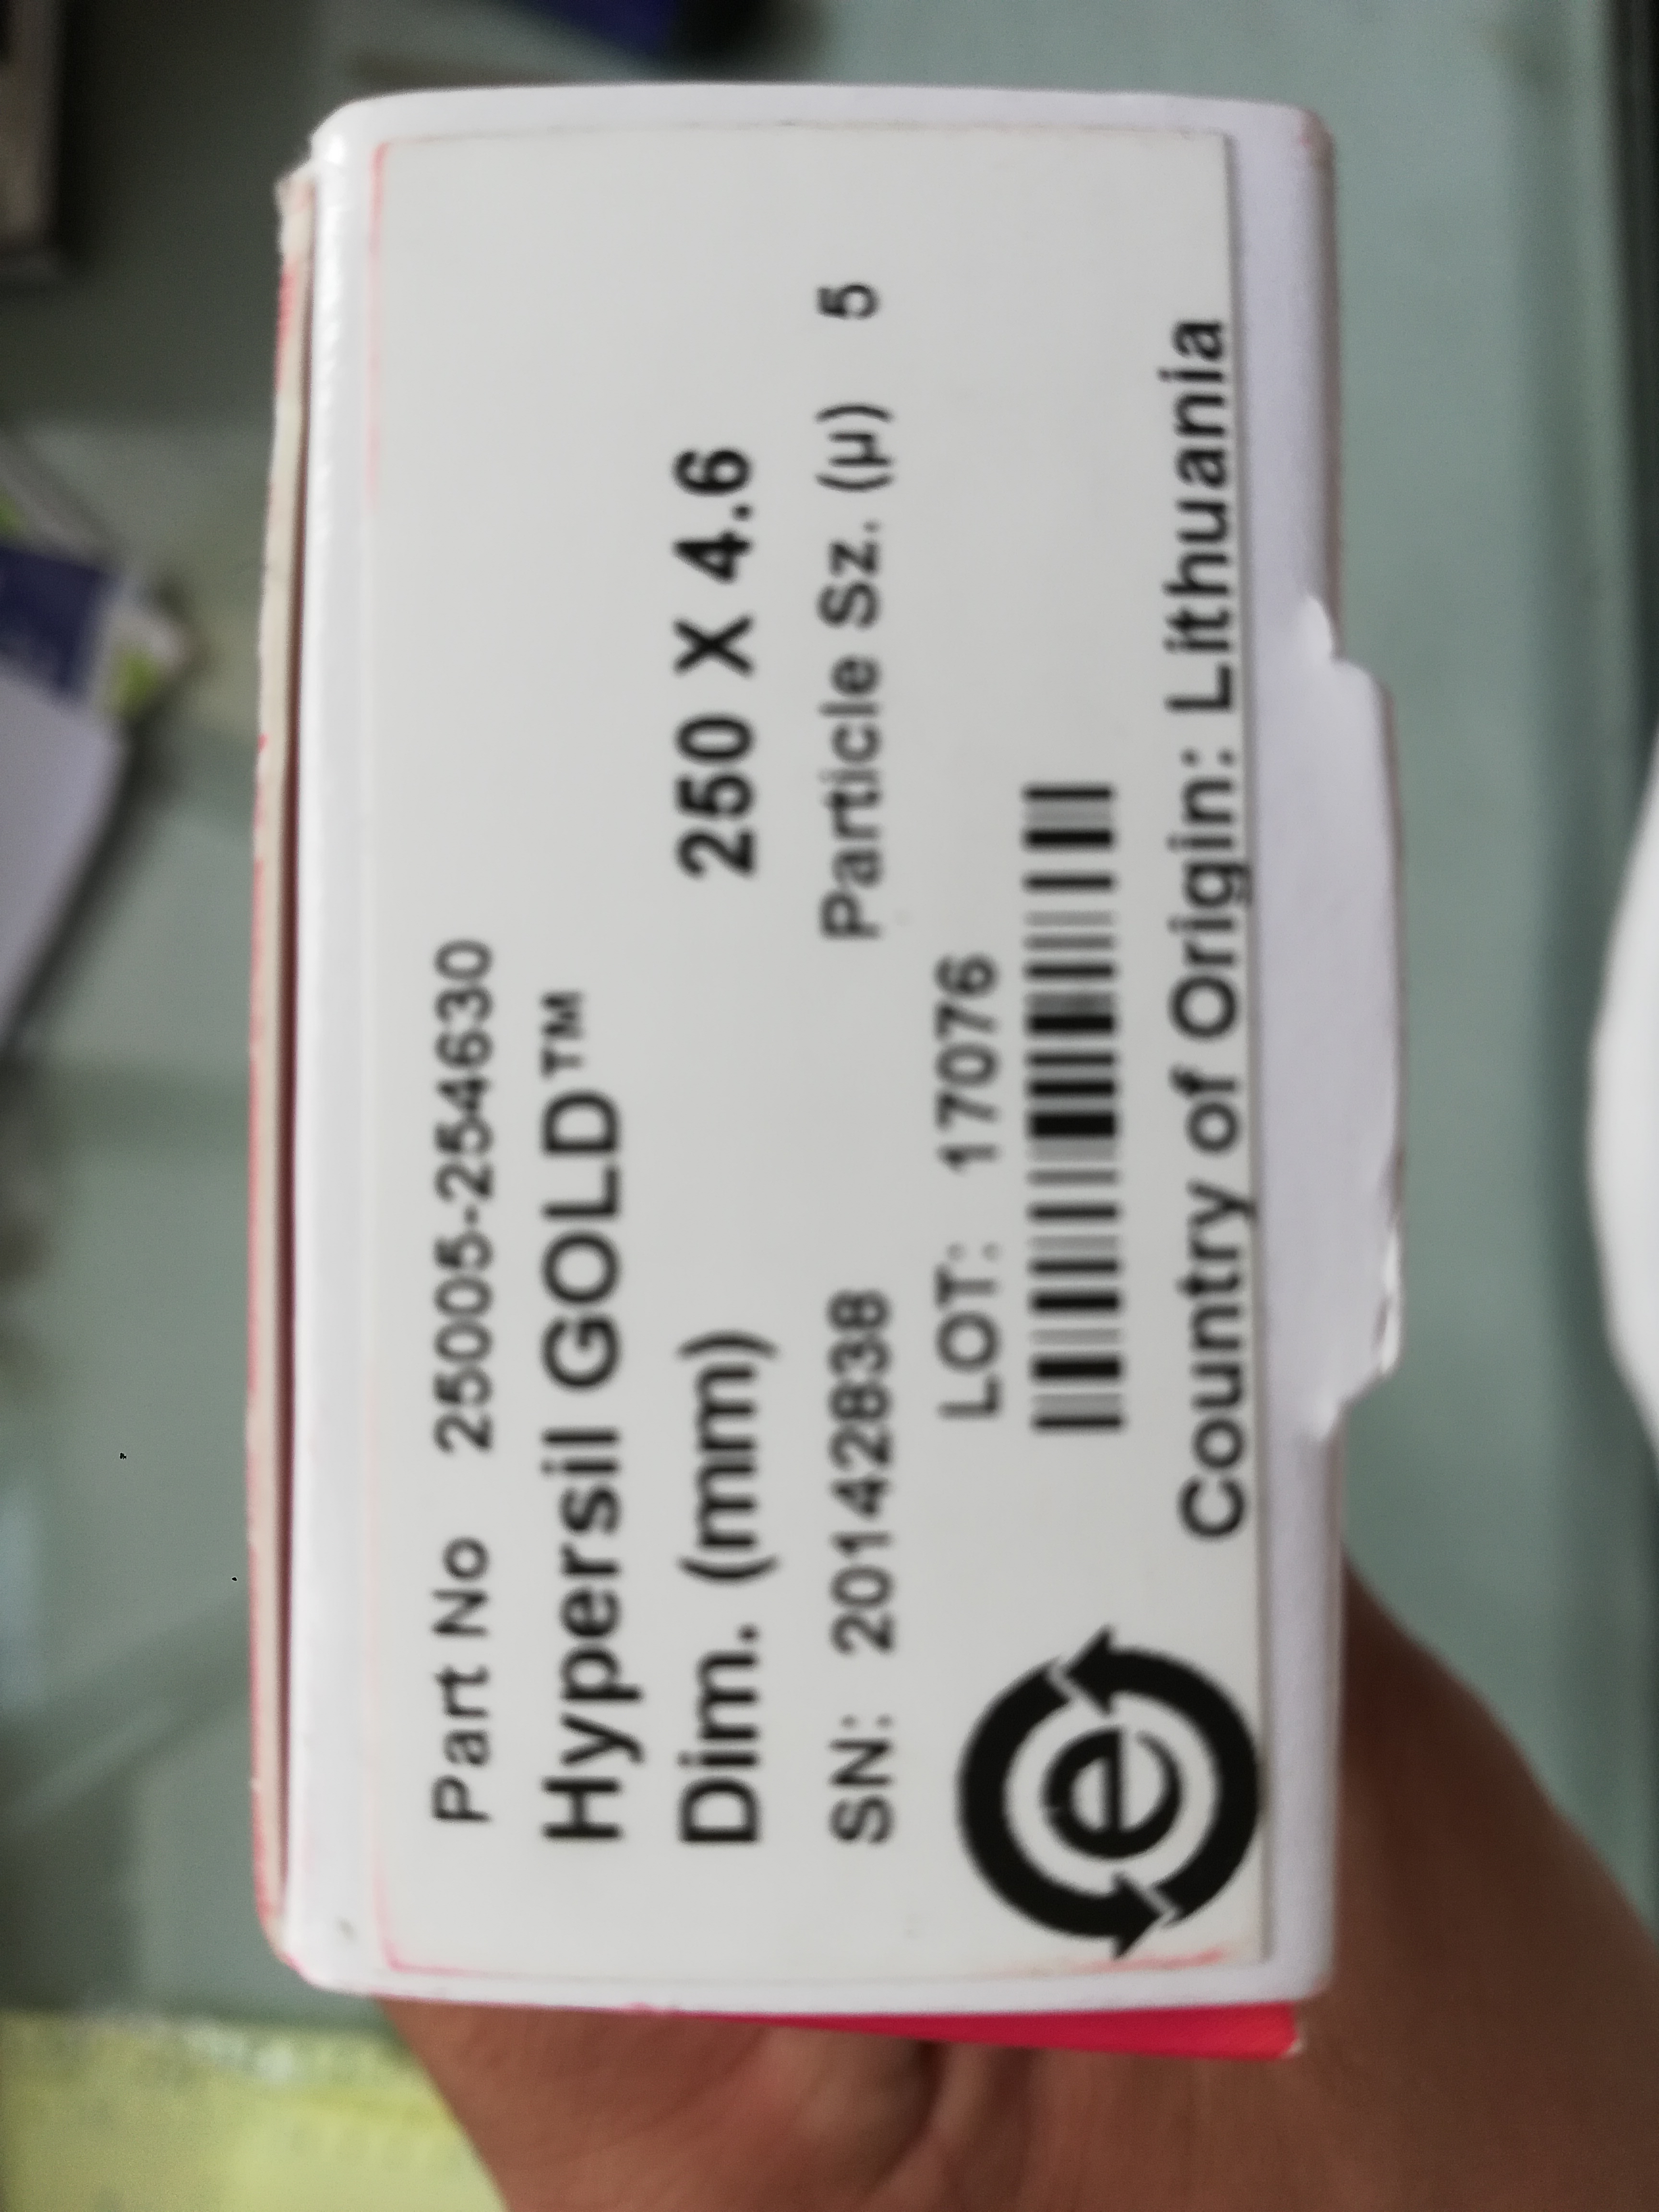 Part No 25005-254630
Hypersil GOLD™
Dim. (mm) 250 X 4.6
SN: 20142838 Particle Sz. (µ) 5
LOT: 17076
e
Country of Origin: Lithuania